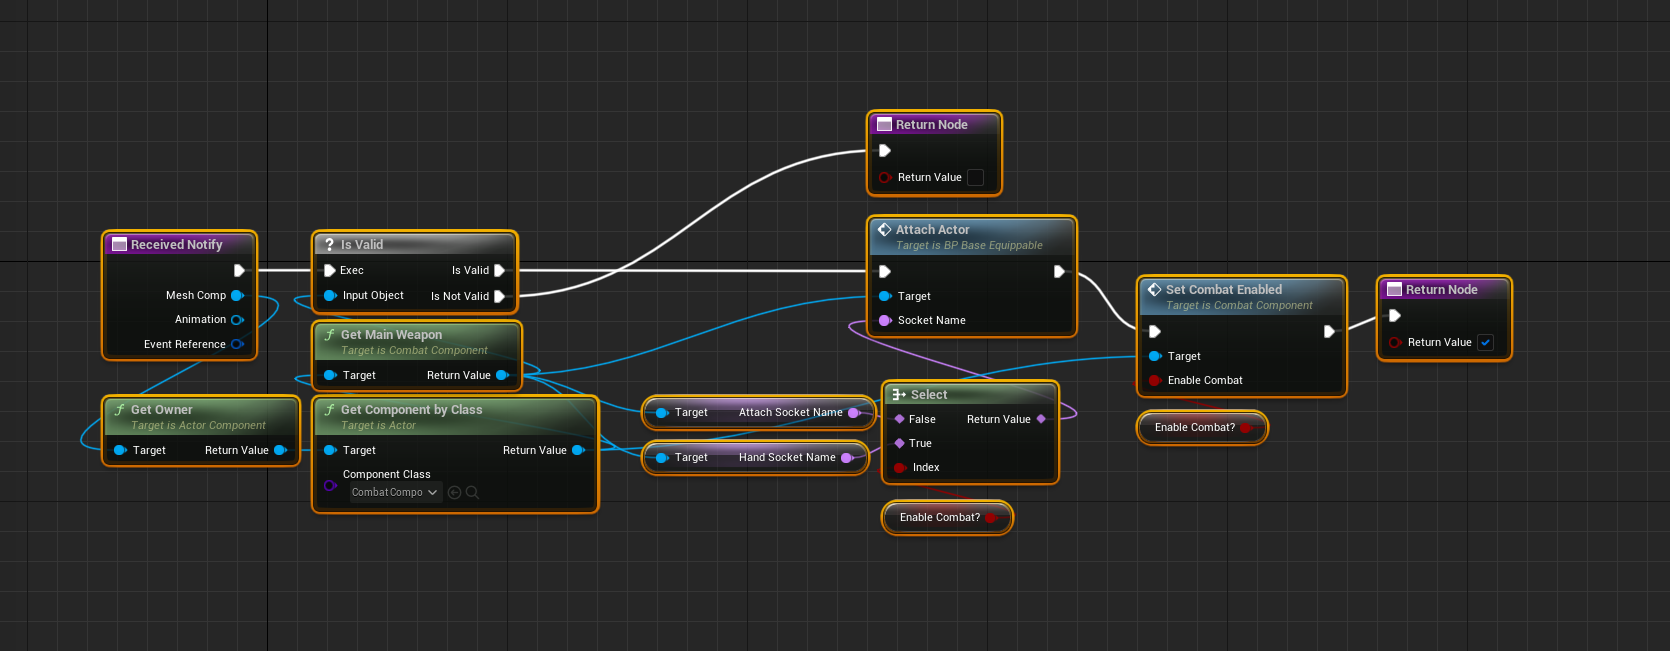 Return Node
Return Value
Received Notify
Mesh Comp
Animation
Event Reference
? Is Valid
Exec
Is Valid
Input Object
Is Not Valid
Attach Actor
Target is BP Base Equippable
Target
Socket Name
f Get Main Weapon
Target is Combat Component
Target
Return Value
Set Combat Enabled
Target is Combat Component
Target
Enable Combat
Return Node
Return Value
f Get Owner
Target is Actor Component
Target
Return Value
f Get Component by Class
Target is Actor
Target
Return Value
Component Class
Combat Compo
Target
Attach Socket Name
Target
Hand Socket Name
Select
False
Return Value
True
Index
Enable Combat?
Enable Combat?